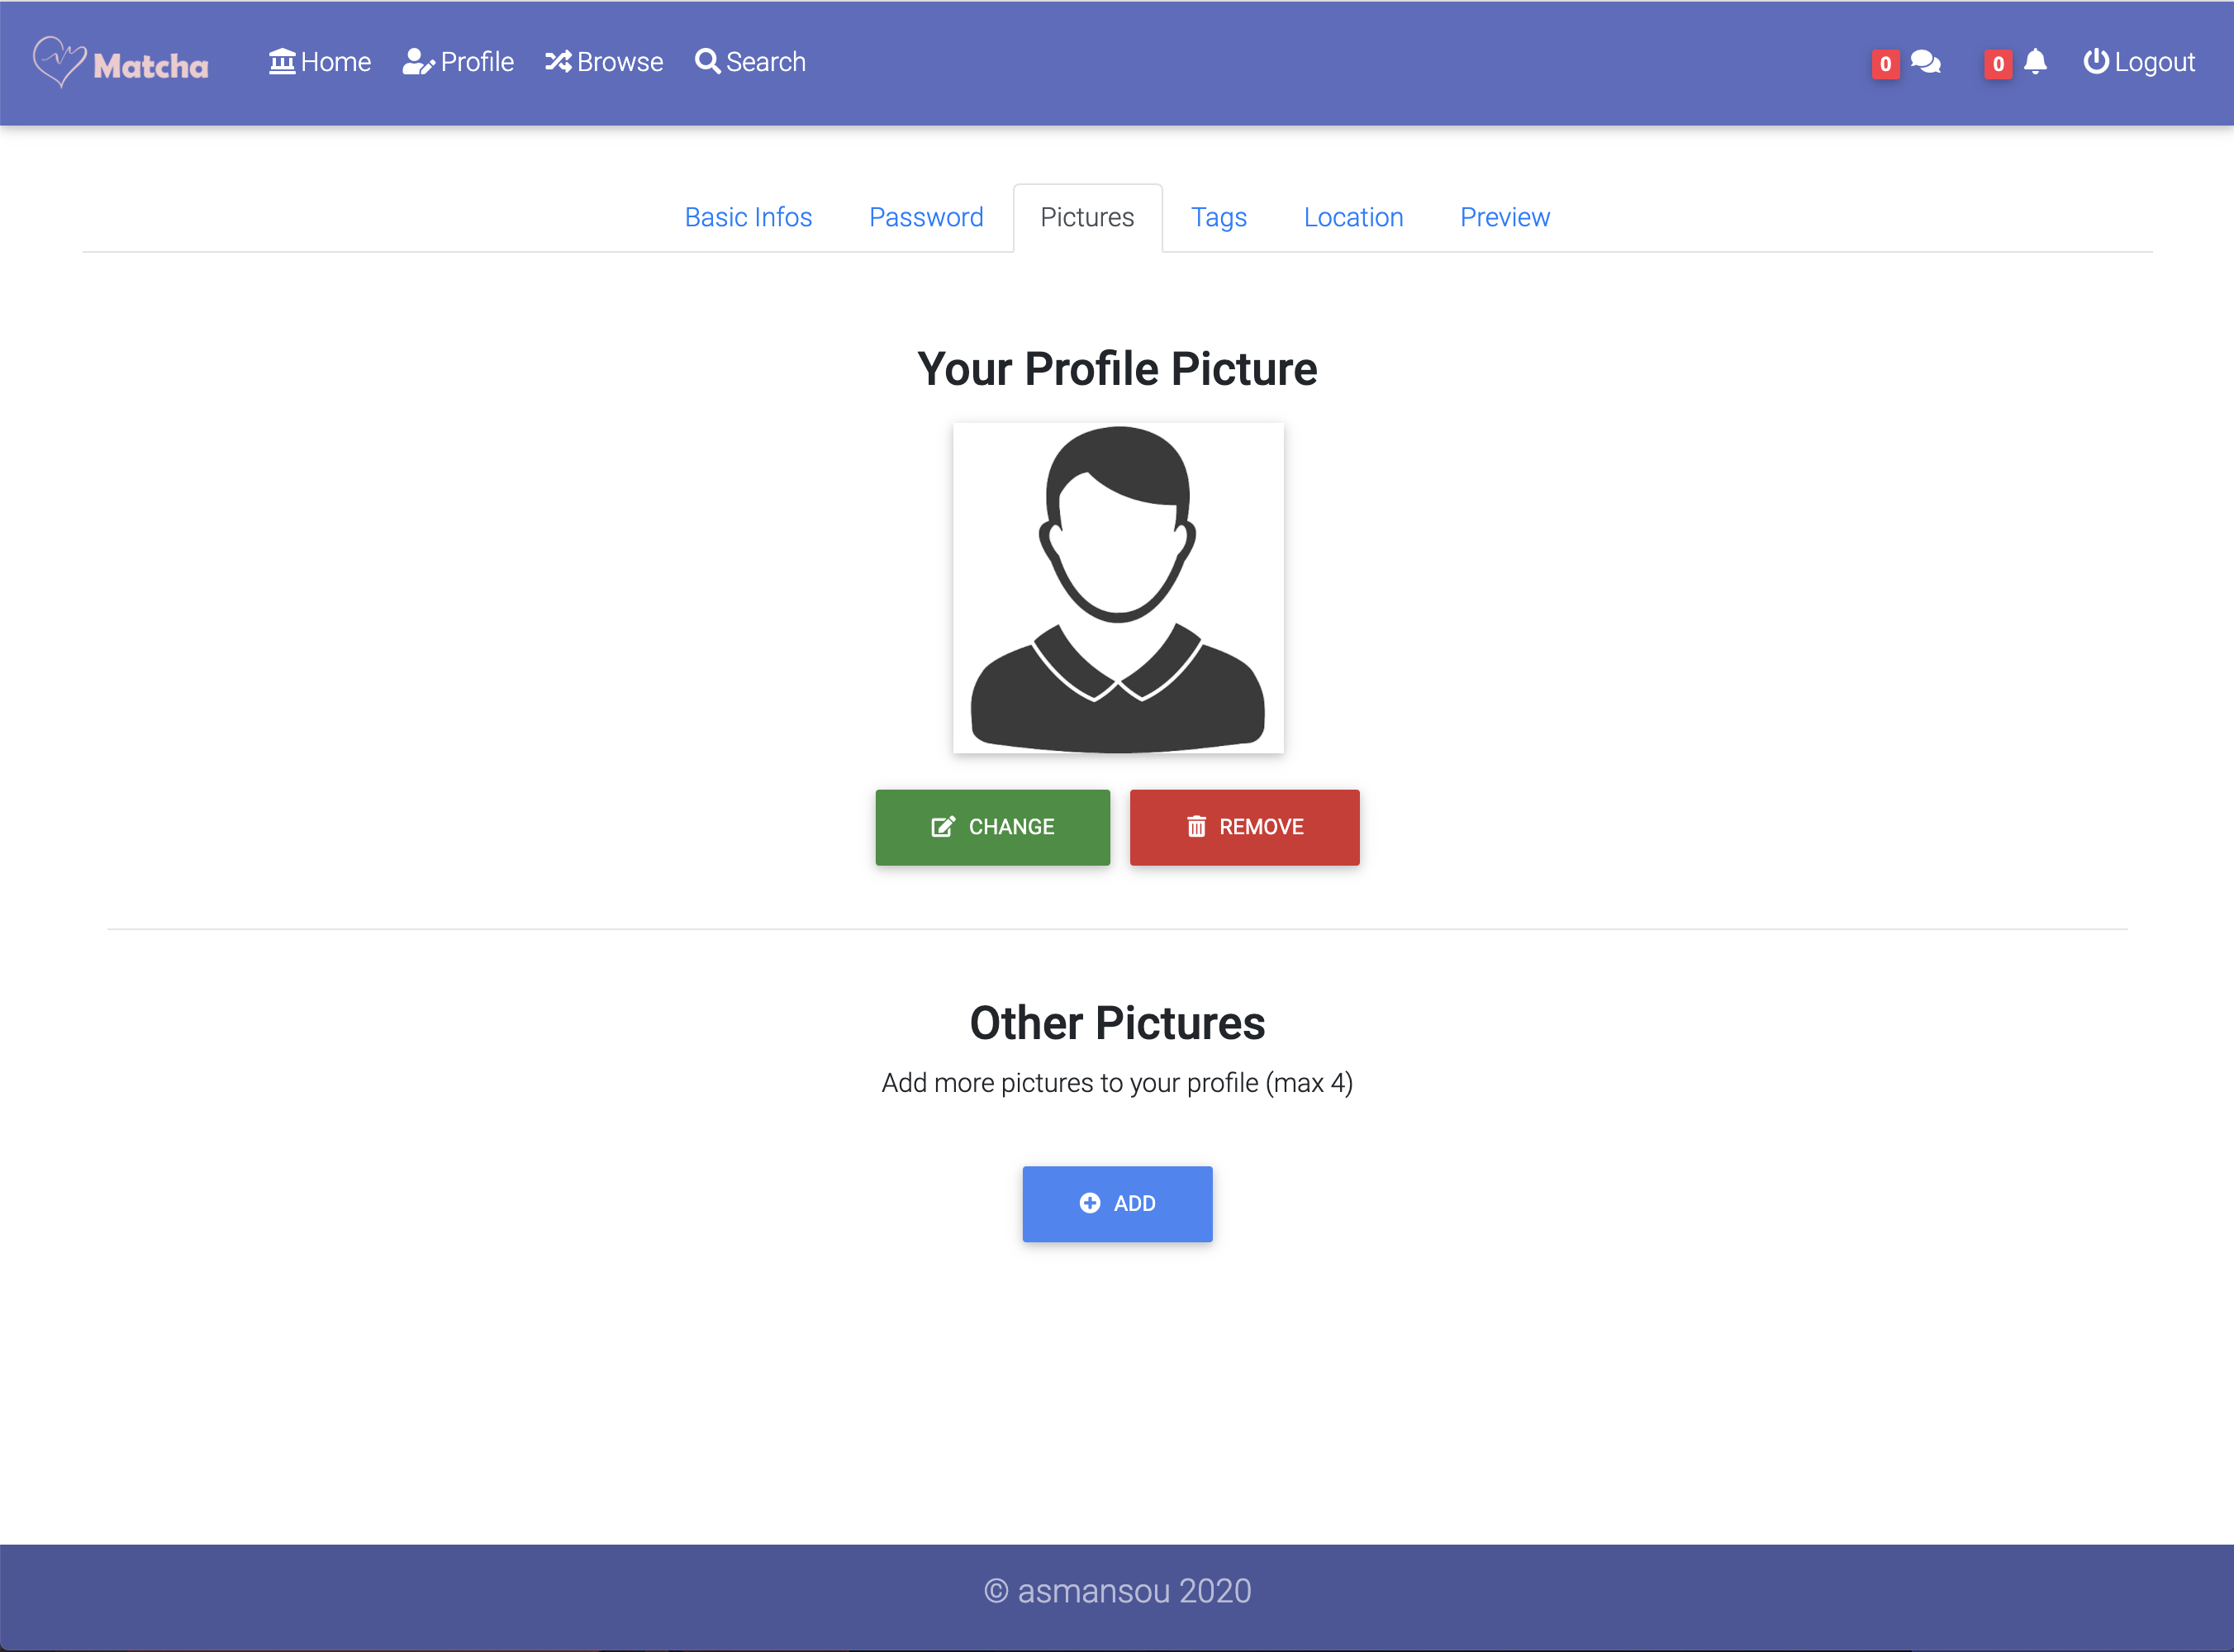 Matcha Home Profile Browse Search 0 0 Logout
Basic Infos Password Pictures Tags Location Preview
Your Profile Picture
CHANGE REMOVE
Other Pictures
Add more pictures to your profile (max 4)
ADD
© asmansou 2020